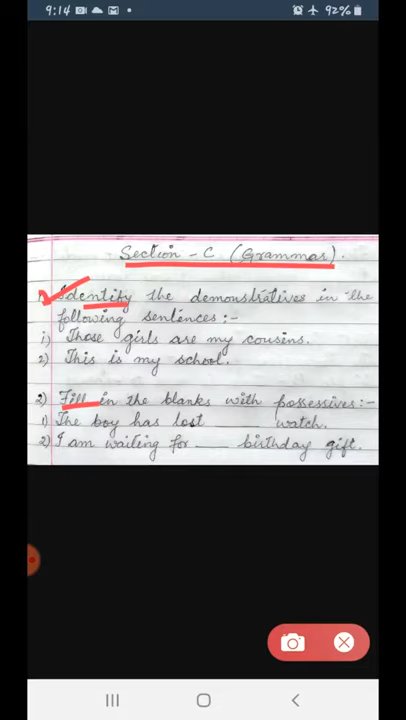 9:14 92%
Section - C (Grammar).
1) Identify the demonstratives in the
following sentences:-
i) Those girls are my cousins.
2) This is my school.
2) Fill in the blanks with possessives:-
1) The boy has lost ____ watch.
2) I am waiting for ____ birthday gift.